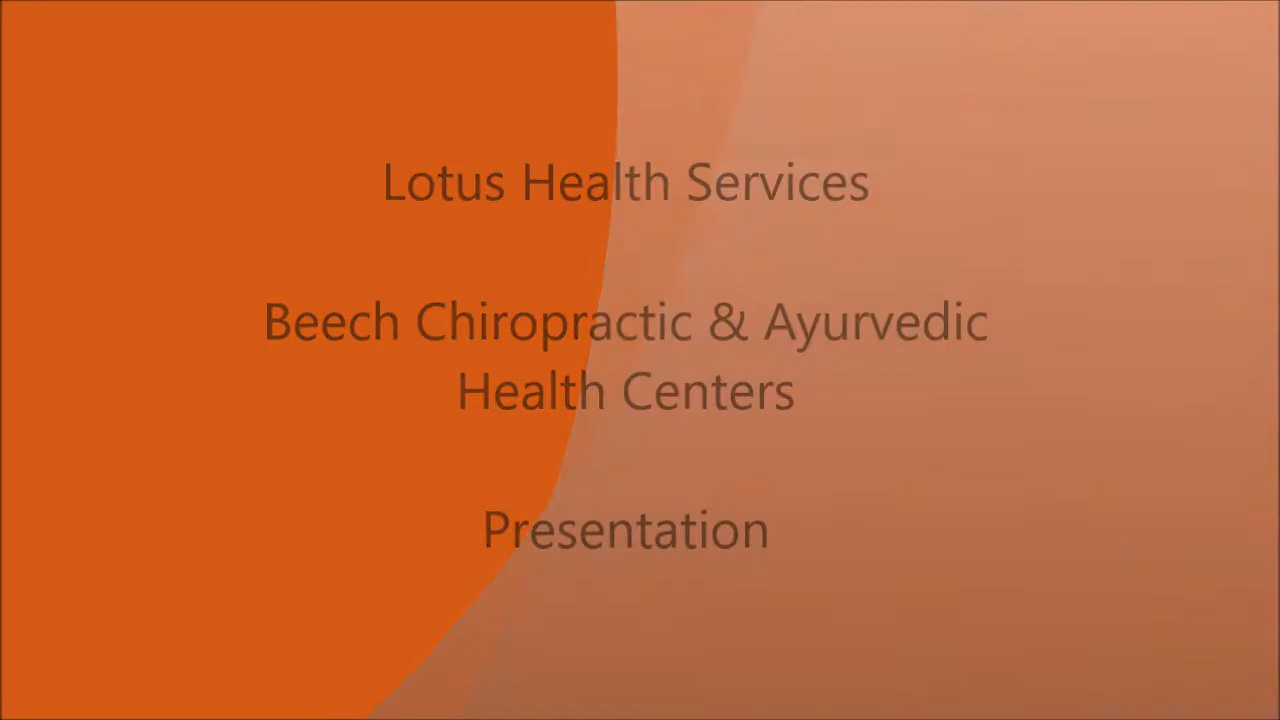 Lotus Health Services
Beech Chiropractic & Ayurvedic
Health Centers
Presentation